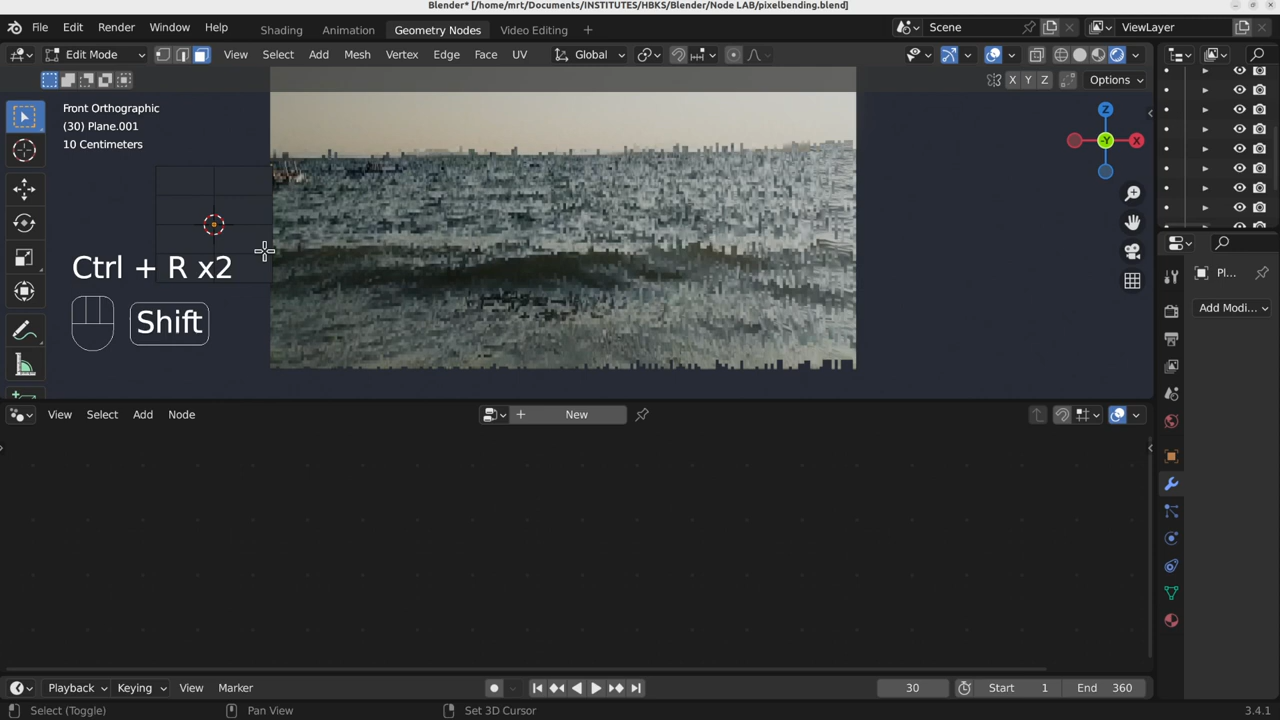 Blender* [/home/mrt/Documents/INSTITUTES/HBKS/Blender/Node LAB/pixelbending.blend]
File Edit Render Window Help Shading Animation Geometry Nodes Video Editing + Scene ViewLayer
Edit Mode View Select Add Mesh Vertex Edge Face UV Global
X Y Z Options
Front Orthographic
(30) Plane.001
10 Centimeters
Z
Y X
Ctrl + R x2
Shift
Pl...
Add Modi...
View Select Add Node + New
Playback Keying View Marker 30 Start 1 End 360
Select (Toggle) Pan View Set 3D Cursor 3.4.1